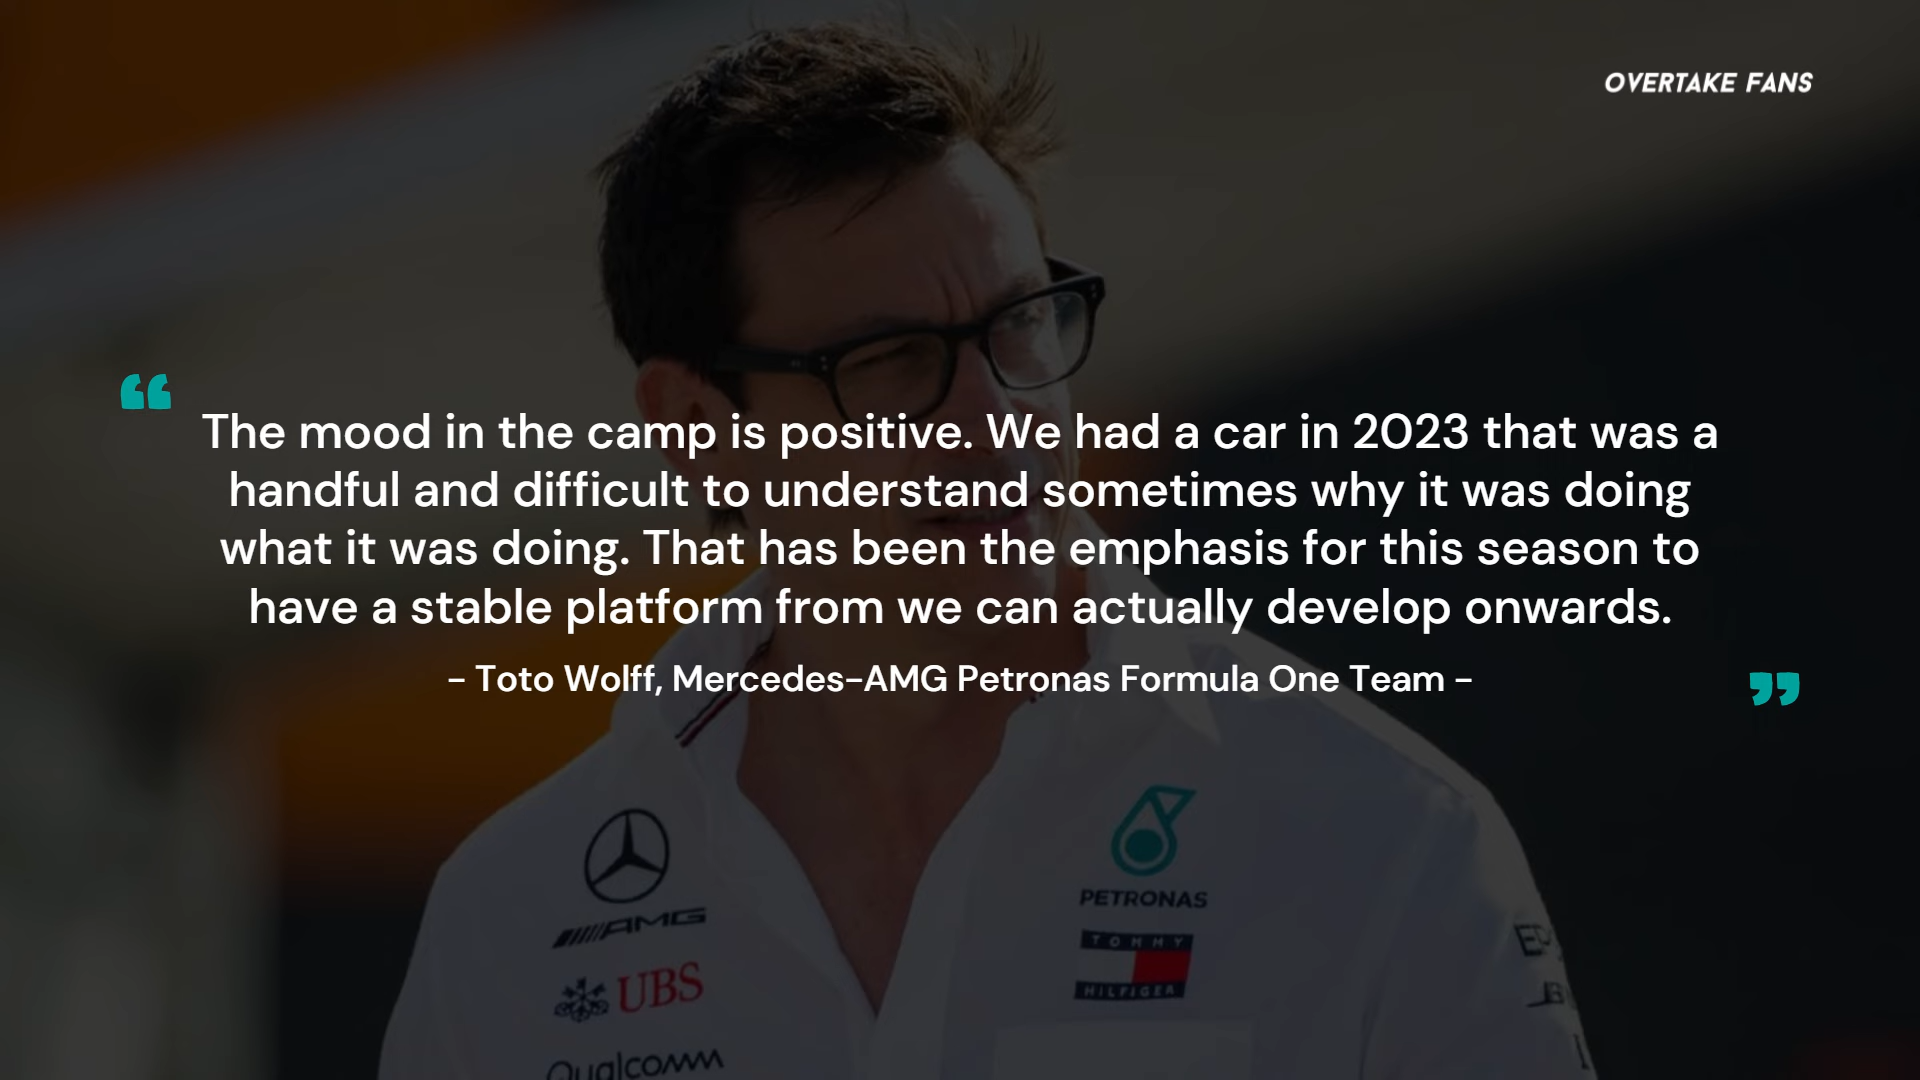 OVERTAKE FANS
“
The mood in the camp is positive. We had a car in 2023 that was a
handful and difficult to understand sometimes why it was doing
what it was doing. That has been the emphasis for this season to
have a stable platform from we can actually develop onwards.
- Toto Wolff, Mercedes-AMG Petronas Formula One Team -
”
AMG
PETRONAS
TOMMY
HILFIGER
UBS
Qualcomm